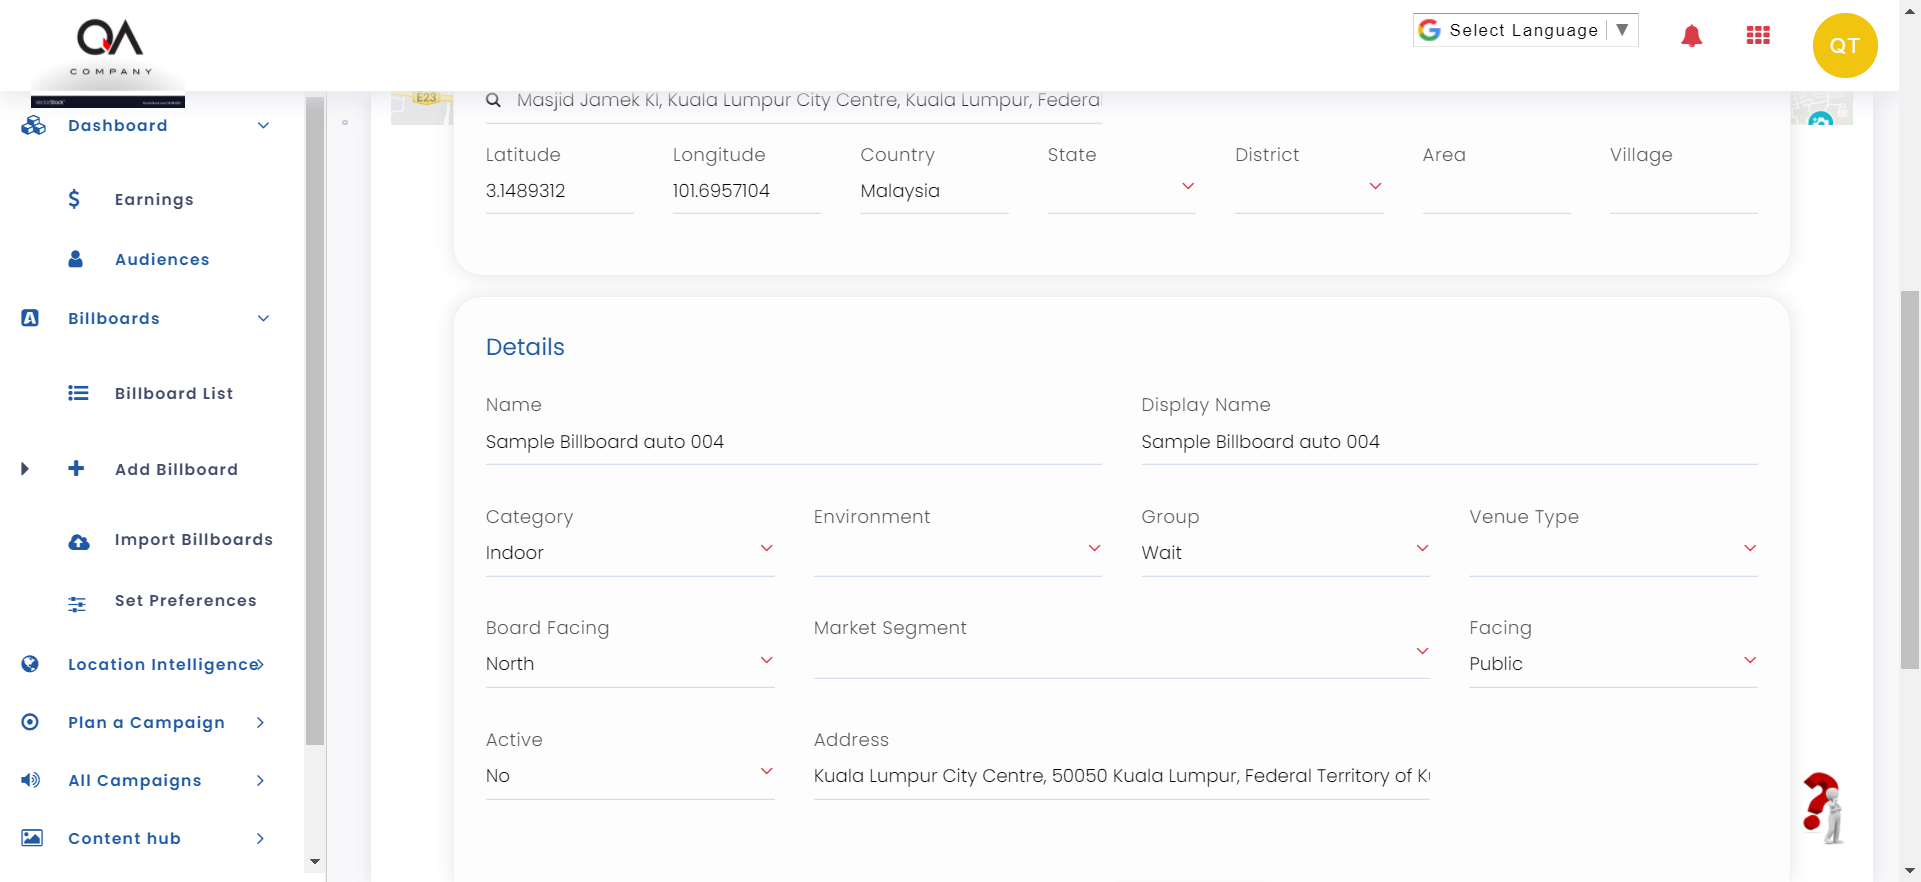 QA
COMPANY
Select Language ▼
QT
E23
Masjid Jamek Kl, Kuala Lumpur City Centre, Kuala Lumpur, Federal
Dashboard
Earnings
Audiences
Billboards
Billboard List
Add Billboard
Import Billboards
Set Preferences
Location Intelligence
Plan a Campaign
All Campaigns
Content hub
Latitude Longitude Country State District Area Village
3.1489312 101.6957104 Malaysia
Details
Name Display Name
Sample Billboard auto 004 Sample Billboard auto 004
Category Environment Group Venue Type
Indoor Wait
Board Facing Market Segment Facing
North Public
Active Address
No Kuala Lumpur City Centre, 50050 Kuala Lumpur, Federal Territory of